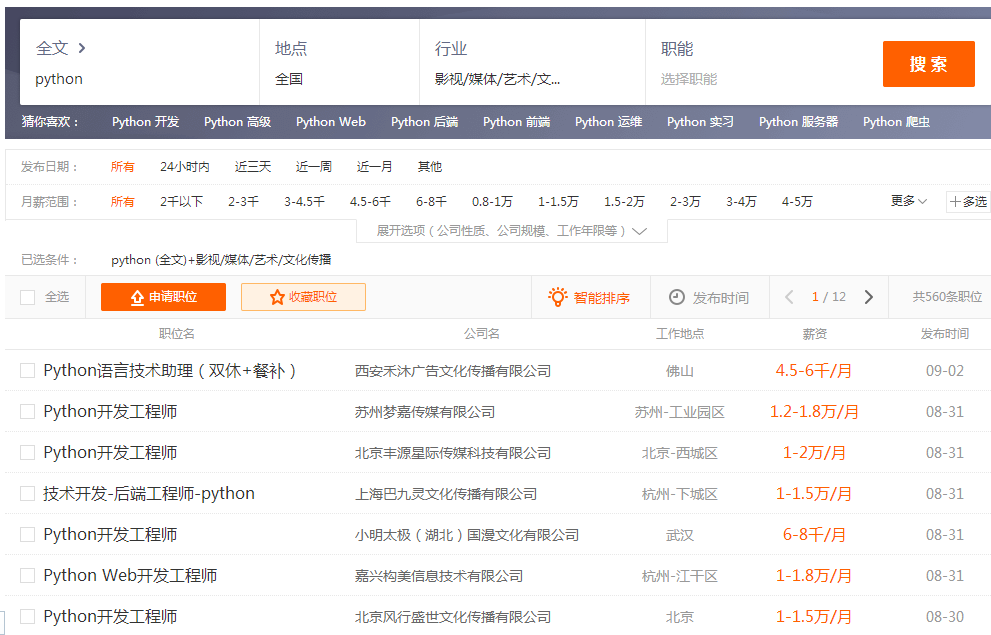 全文 地点 行业 职能
python 全国 影视/媒体/艺术/文... 选择职能 搜索
猜你喜欢： Python 开发 Python 高级 Python Web Python 后端 Python 前端 Python 运维 Python 实习 Python 服务器 Python 爬虫
发布日期： 所有 24小时内 近三天 近一周 近一月 其他
月薪范围： 所有 2千以下 2-3千 3-4.5千 4.5-6千 6-8千 0.8-1万 1-1.5万 1.5-2万 2-3万 3-4万 4-5万 更多 +多选
展开选项（公司性质、公司规模、工作年限等）
已选条件： python (全文)+影视/媒体/艺术/文化传播
全选 申请职位 收藏职位 智能排序 发布时间 1 / 12 共560条职位
职位名 公司名 工作地点 薪资 发布时间
Python语言技术助理（双休+餐补） 西安禾沐广告文化传播有限公司 佛山 4.5-6千/月 09-02
Python开发工程师 苏州梦嘉传媒有限公司 苏州-工业园区 1.2-1.8万/月 08-31
Python开发工程师 北京丰源星际传媒科技有限公司 北京-西城区 1-2万/月 08-31
技术开发-后端工程师-python 上海巴九灵文化传播有限公司 杭州-下城区 1-1.5万/月 08-31
Python开发工程师 小明太极（湖北）国漫文化有限公司 武汉 6-8千/月 08-31
Python Web开发工程师 嘉兴构美信息技术有限公司 杭州-江干区 1-1.8万/月 08-31
Python开发工程师 北京风行盛世文化传播有限公司 北京 1-1.5万/月 08-30